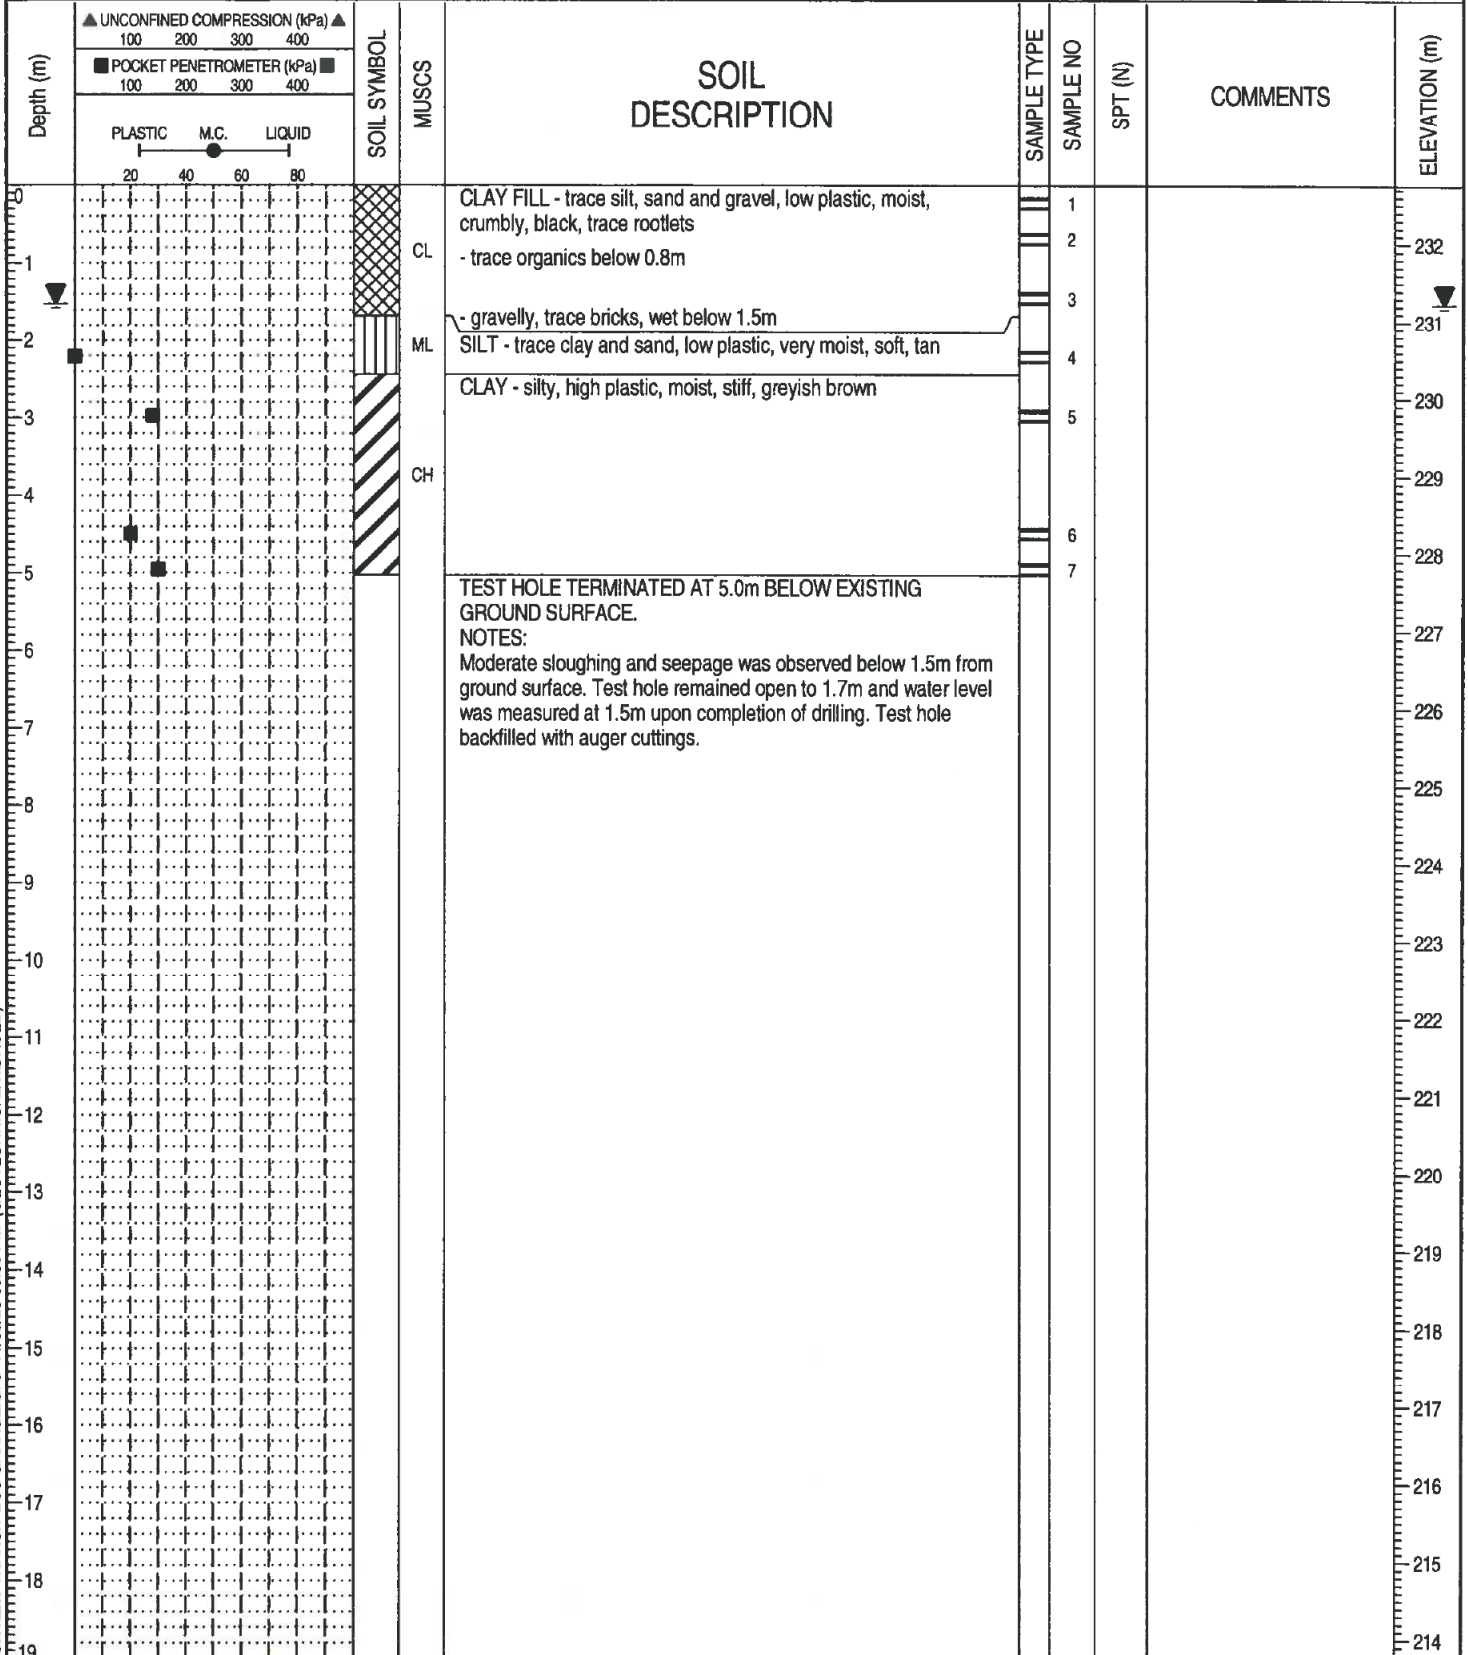 ▲ UNCONFINED COMPRESSION (kPa) ▲
100 200 300 400
■ POCKET PENETROMETER (kPa) ■
100 200 300 400
PLASTIC M.C. LIQUID
20 40 60 80
Depth (m)
SOIL SYMBOL
MUSCS
SOIL
DESCRIPTION
SAMPLE TYPE
SAMPLE NO
SPT (N)
COMMENTS
ELEVATION (m)
0
CLAY FILL - trace silt, sand and gravel, low plastic, moist,
crumbly, black, trace rootlets
1
2
232
CL
- trace organics below 0.8m
1
3
- gravelly, trace bricks, wet below 1.5m
231
2
ML
SILT - trace clay and sand, low plastic, very moist, soft, tan
4
CLAY - silty, high plastic, moist, stiff, greyish brown
230
3
5
CH
229
4
6
228
5
7
TEST HOLE TERMINATED AT 5.0m BELOW EXISTING
GROUND SURFACE.
NOTES:
227
6
Moderate sloughing and seepage was observed below 1.5m from
ground surface. Test hole remained open to 1.7m and water level
was measured at 1.5m upon completion of drilling. Test hole
backfilled with auger cuttings.
226
7
225
8
224
9
223
10
222
11
221
12
220
13
219
14
218
15
217
16
216
17
215
18
214
19